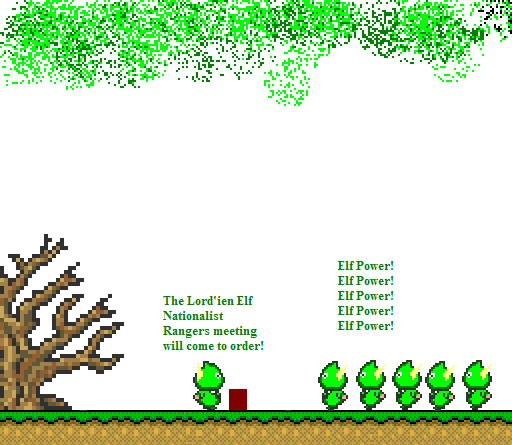 The Lord'ien Elf
Nationalist
Rangers meeting
will come to order!
Elf Power!
Elf Power!
Elf Power!
Elf Power!
Elf Power!